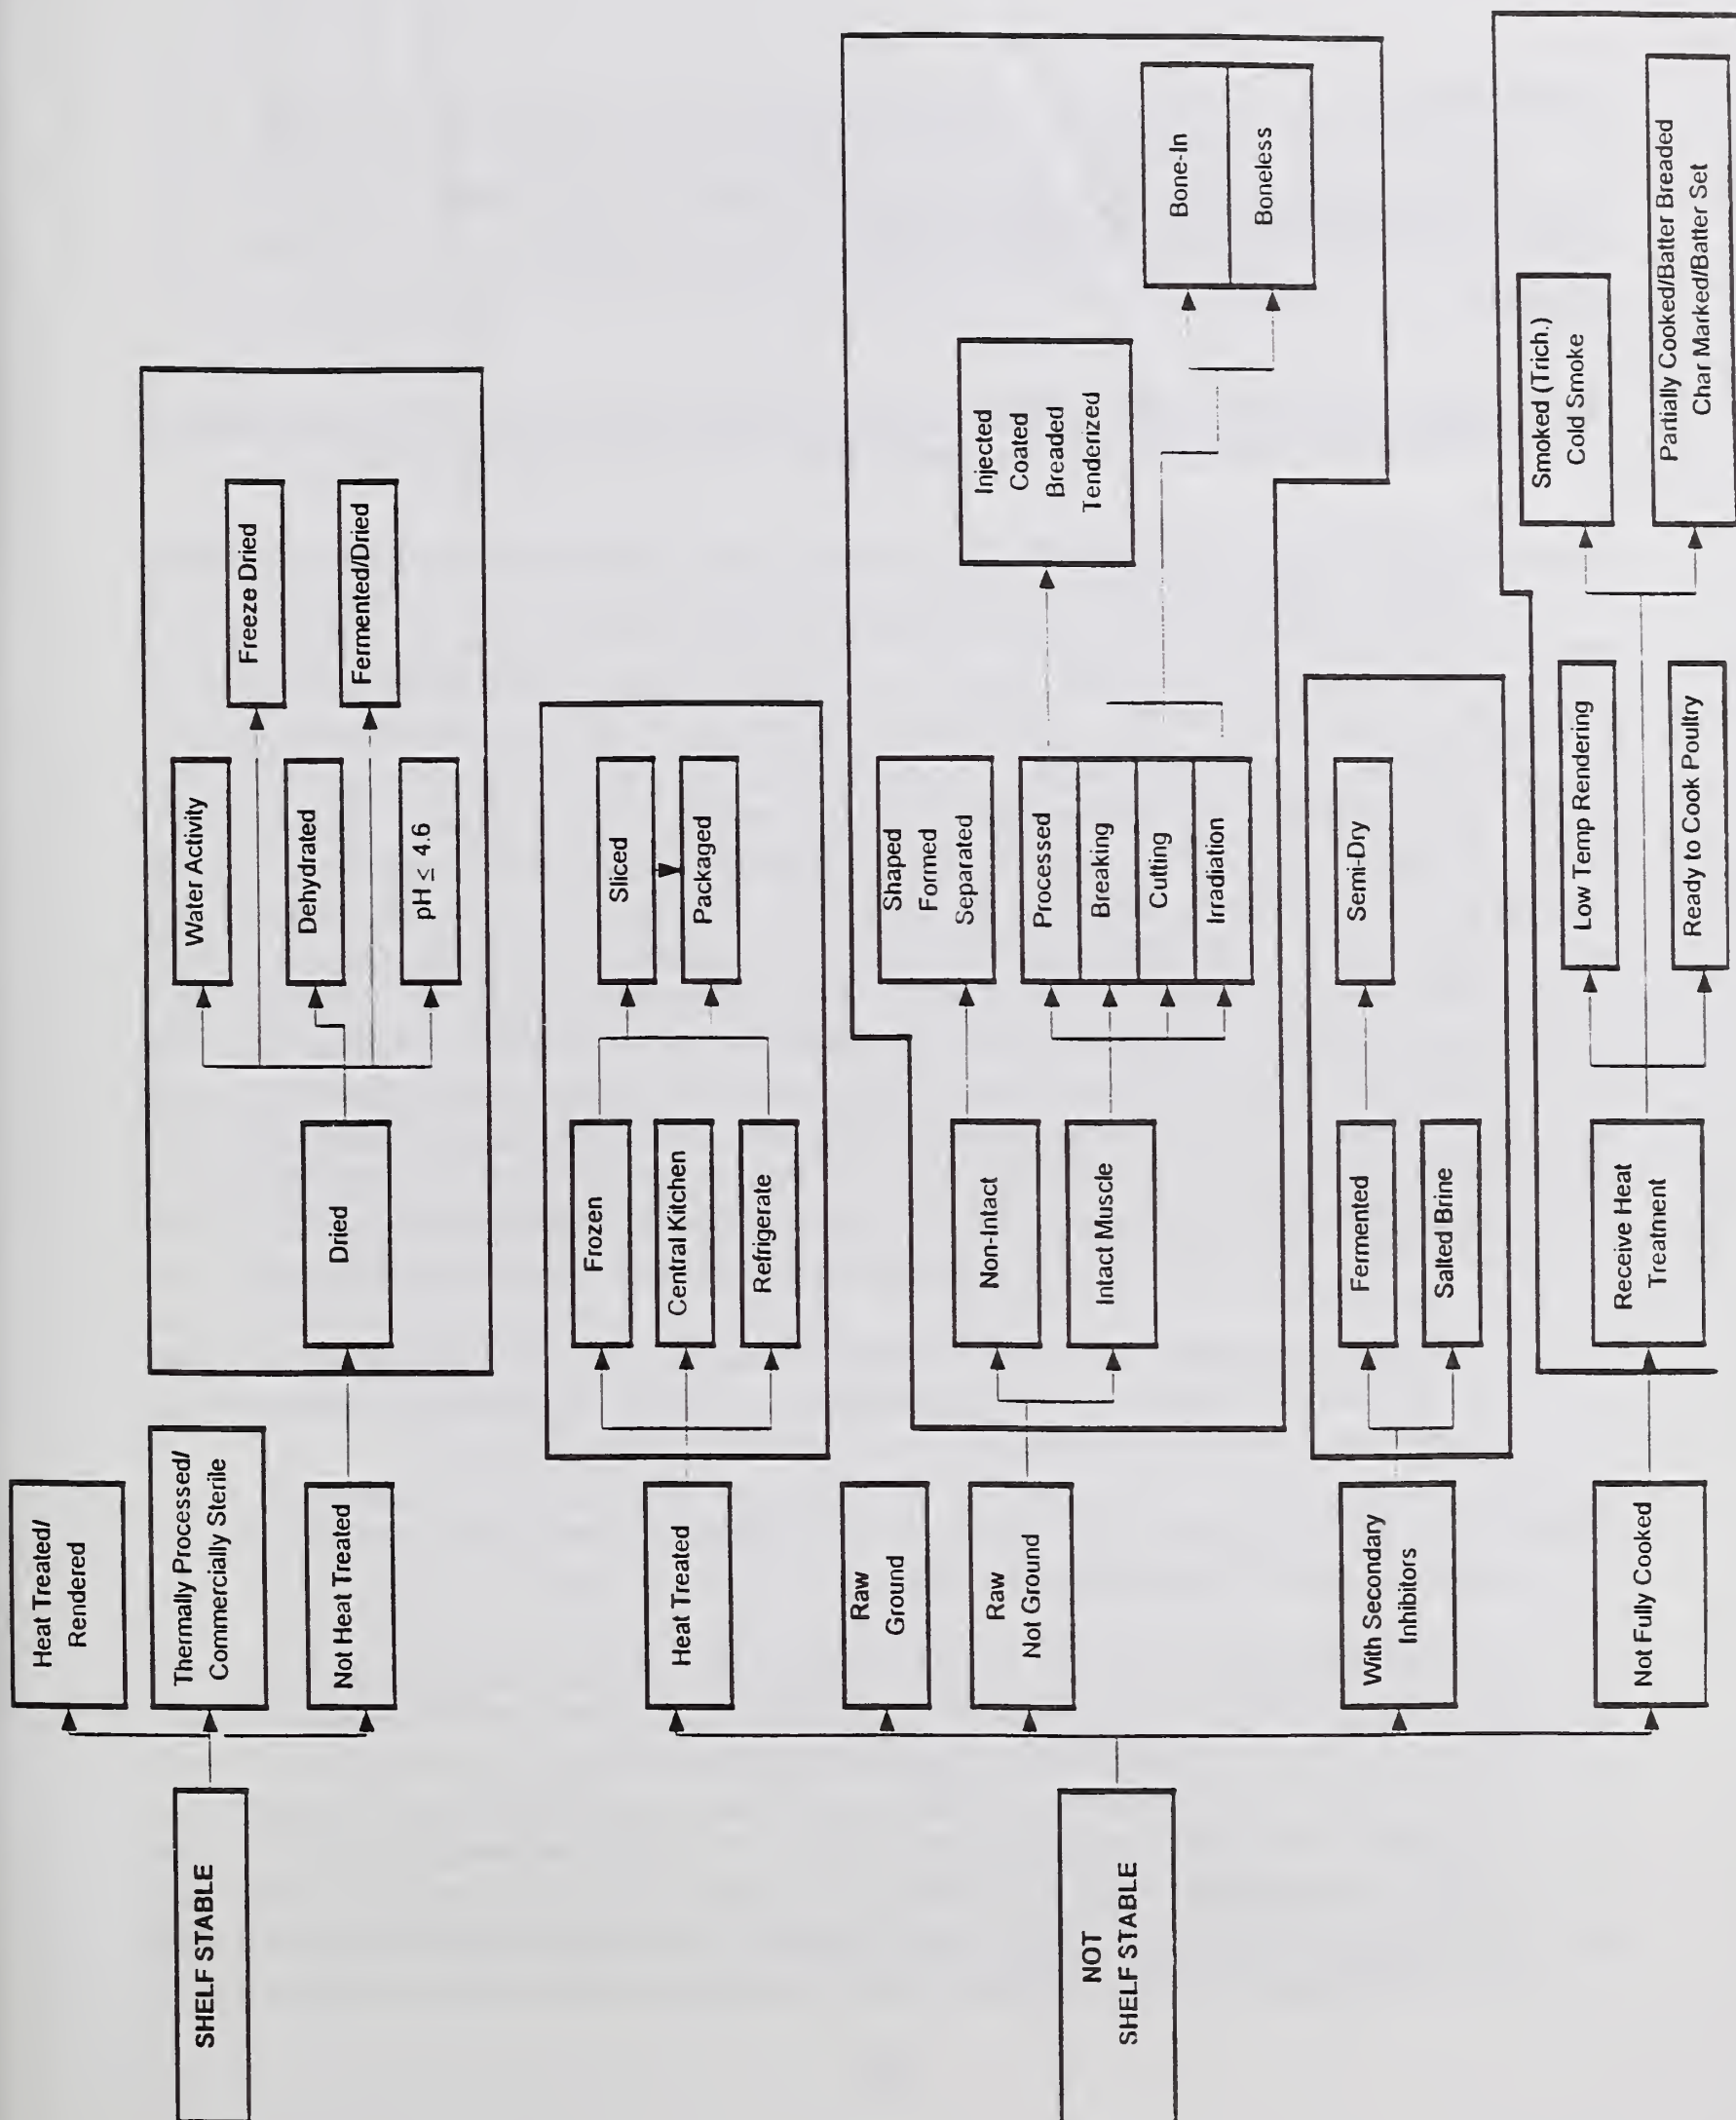 SHELF STABLE
Heat Treated/
Rendered
Thermally Processed/
Commercially Sterile
Not Heat Treated
Dried
Water Activity
Dehydrated
pH ≤ 4.6
Freeze Dried
Fermented/Dried
NOT
SHELF STABLE
Heat Treated
Frozen
Central Kitchen
Refrigerate
Sliced
Packaged
Raw
Ground
Raw
Not Ground
Non-Intact
Intact Muscle
Shaped
Formed
Separated
Processed
Breaking
Cutting
Irradiation
Injected
Coated
Breaded
Tenderized
Bone-In
Boneless
With Secondary
Inhibitors
Fermented
Salted Brine
Semi-Dry
Not Fully Cooked
Receive Heat
Treatment
Low Temp Rendering
Ready to Cook Poultry
Smoked (Trich.)
Cold Smoke
Partially Cooked/Batter Breaded
Char Marked/Batter Set